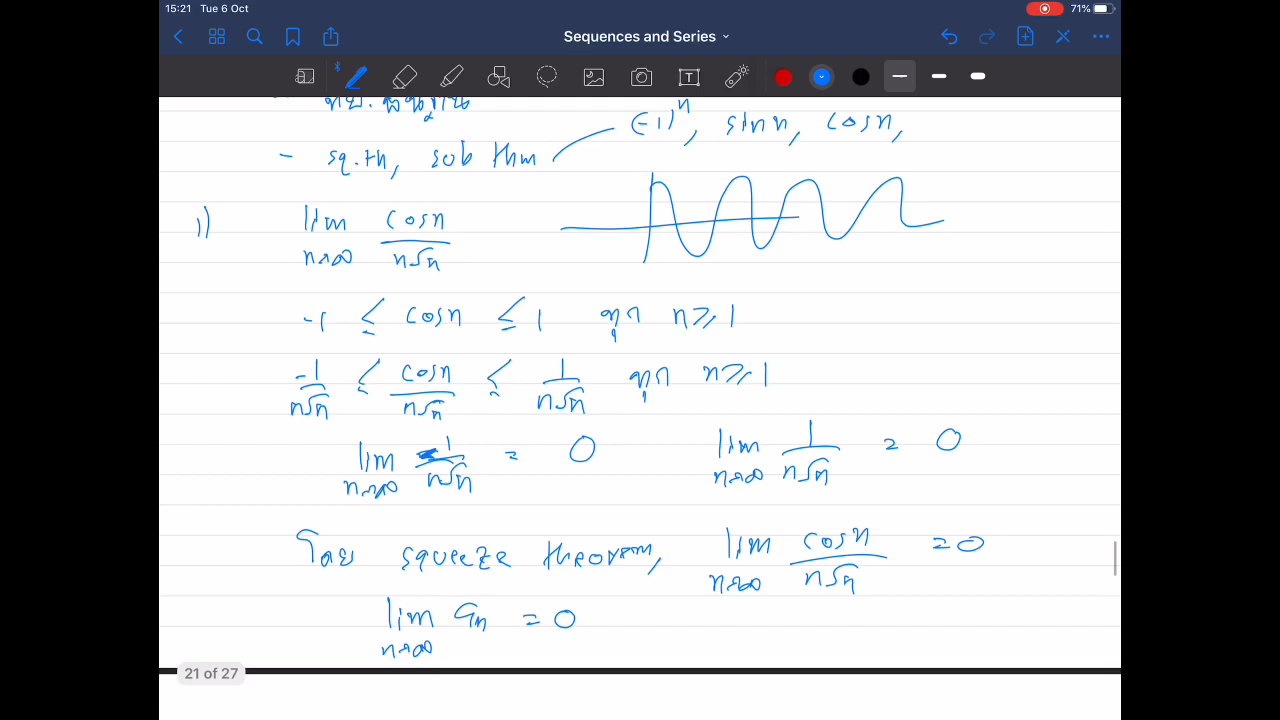 15:21 Tue 6 Oct 71%
Sequences and Series
(-1)ⁿ, sin n, cos n,
- sq.th, sub thm
1) lim n→∞ cos n / n√n
-1 ≤ cos n ≤ 1 ทุก n ≥ 1
-1/n√n ≤ cos n / n√n ≤ 1/n√n ทุก n ≥ 1
lim n→∞ -1/n√n = 0 lim n→∞ 1/n√n = 0
โดย squeeze theorem, lim n→∞ cos n / n√n = 0
lim n→∞ aₙ = 0
21 of 27